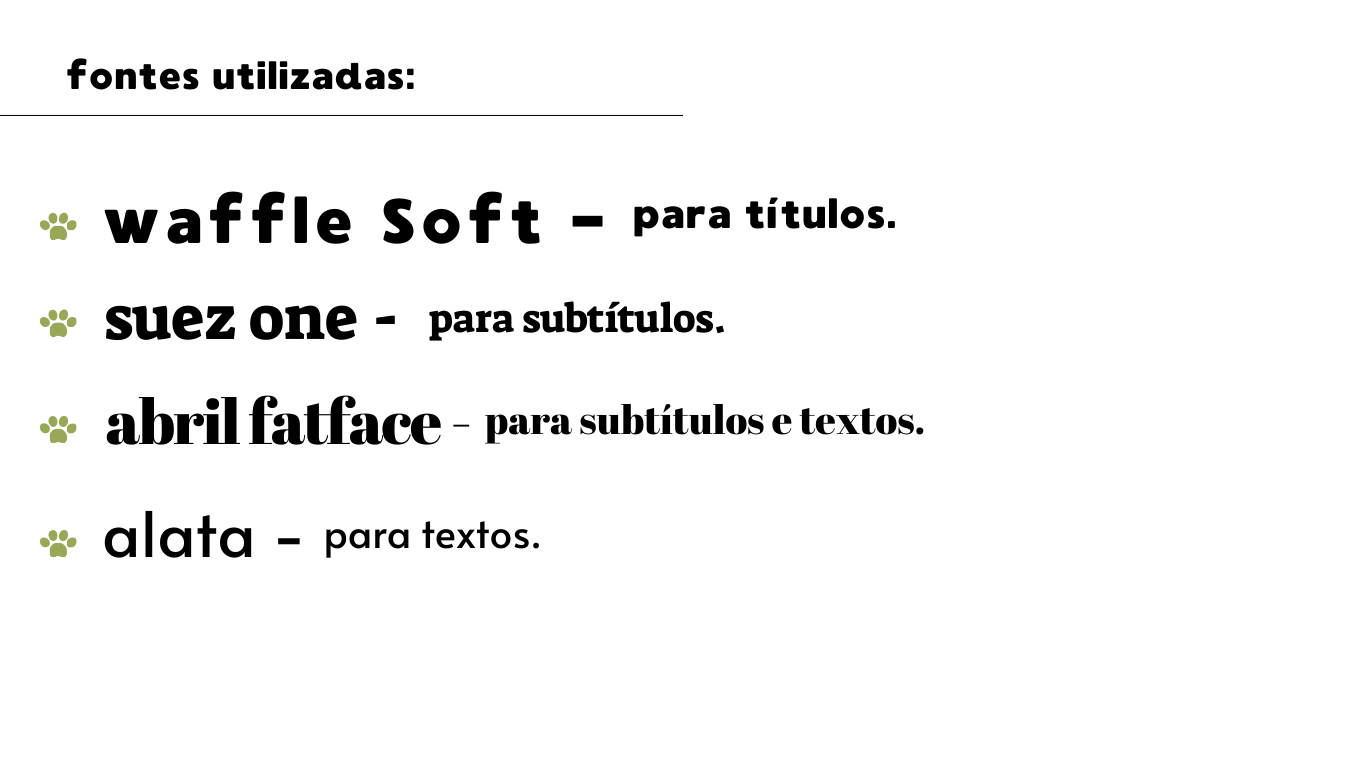 fontes utilizadas:
waffle Soft – para títulos.
suez one - para subtítulos.
abril fatface – para subtítulos e textos.
alata – para textos.